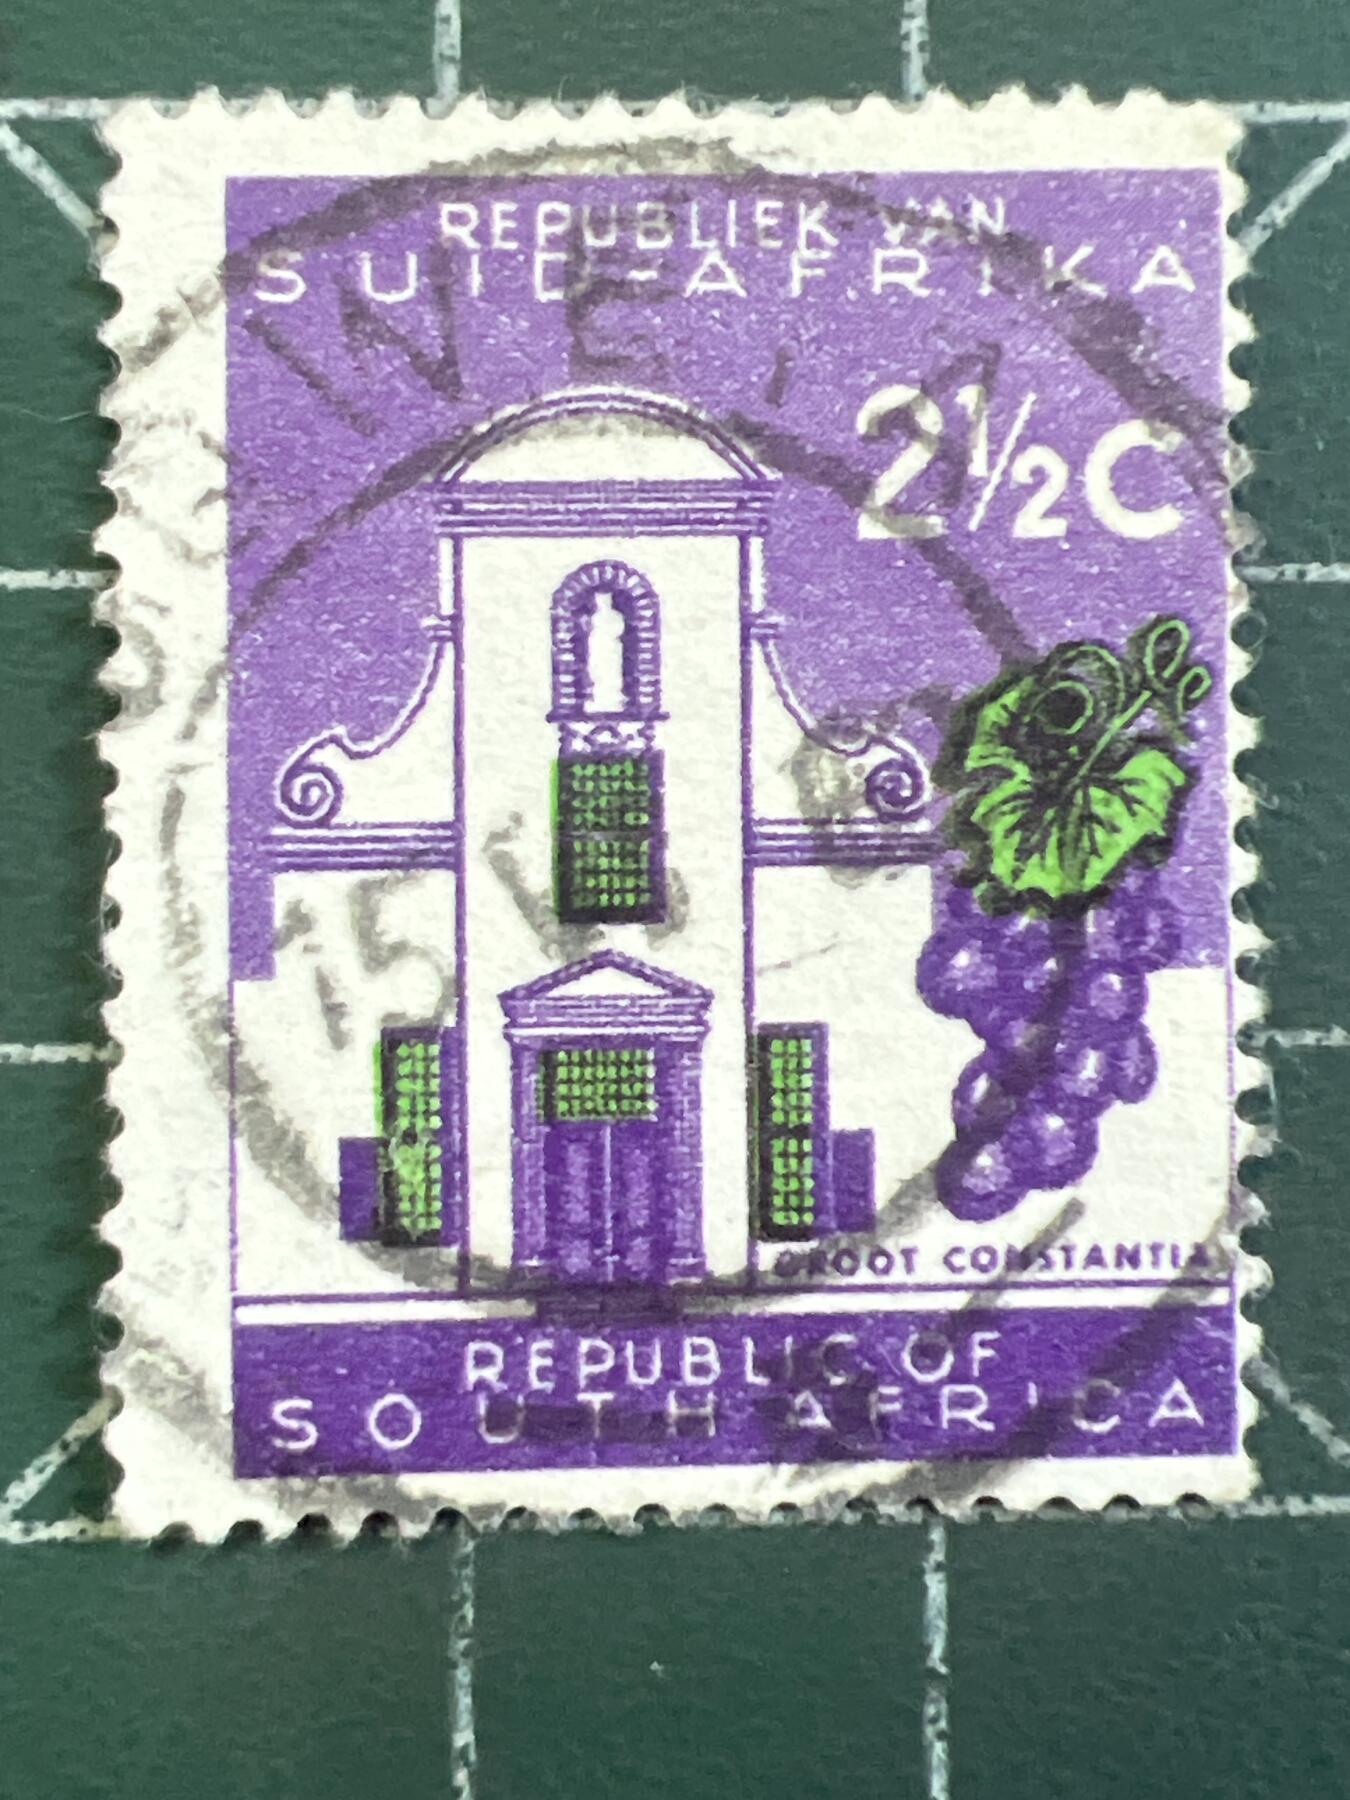 REPUBLIEK VAN
SUID-AFRIKA
2½C
GROOT CONSTANTIA
REPUBLIC OF
SOUTH AFRICA